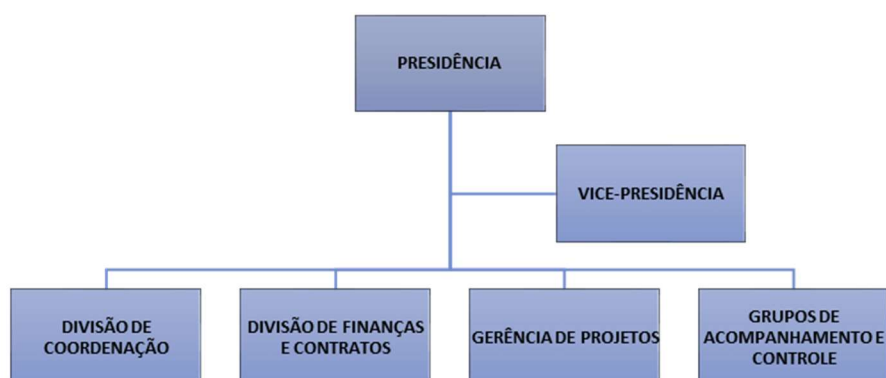 PRESIDÊNCIA
VICE-PRESIDÊNCIA
DIVISÃO DE
COORDENAÇÃO
DIVISÃO DE FINANÇAS
E CONTRATOS
GERÊNCIA DE PROJETOS
GRUPOS DE
ACOMPANHAMENTO E
CONTROLE